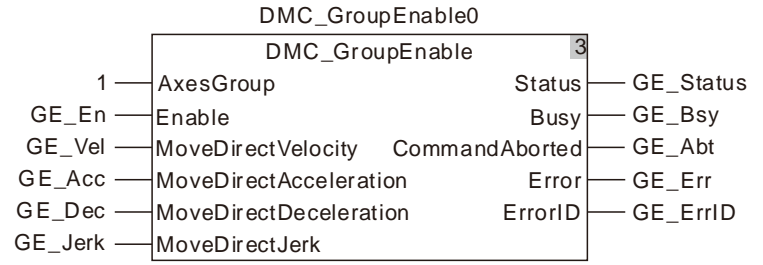 DMC_GroupEnable0
DMC_GroupEnable 3
1 AxesGroup Status GE_Status
GE_En Enable Busy GE_Bsy
GE_Vel MoveDirectVelocity CommandAborted GE_Abt
GE_Acc MoveDirectAcceleration Error GE_Err
GE_Dec MoveDirectDeceleration ErrorID GE_ErrID
GE_Jerk MoveDirectJerk